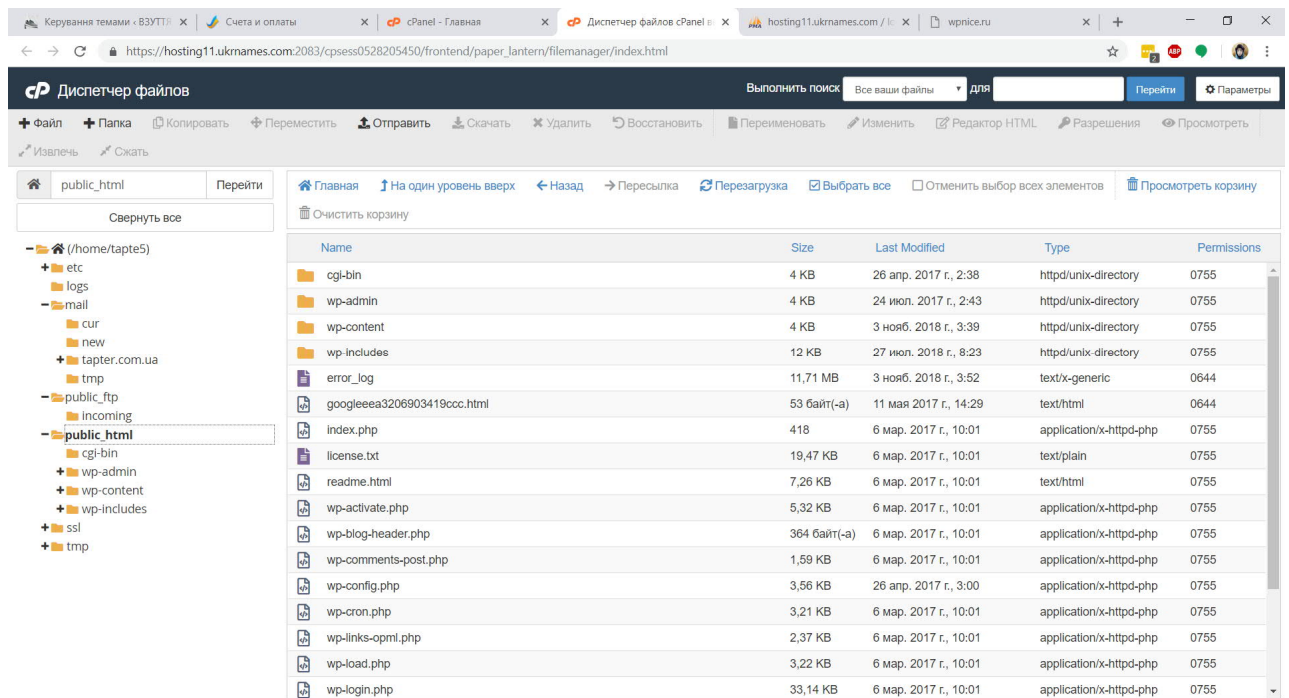 Керування темами ‹ ВЗУТТЯ
Счета и оплаты
cPanel - Главная
Диспетчер файлов cPanel в
hosting11.ukrnames.com / lo
wpnice.ru
https://hosting11.ukrnames.com:2083/cpsess0528205450/frontend/paper_lantern/filemanager/index.html
2 ABP
cP Диспетчер файлов Выполнить поиск Все ваши файлы для Перейти Параметры
Файл Папка Копировать Переместить Отправить Скачать Удалить Восстановить Переименовать Изменить Редактор HTML Разрешения Просмотреть
Извлечь Сжать
public_html Перейти
Свернуть все
(/home/tapte5)
etc
logs
mail
cur
new
tapter.com.ua
tmp
public_ftp
incoming
public_html
cgi-bin
wp-admin
wp-content
wp-includes
ssl
tmp
Главная На один уровень вверх Назад Пересылка Перезагрузка Выбрать все Отменить выбор всех элементов Просмотреть корзину
Очистить корзину
Name Size Last Modified Type Permissions
cgi-bin 4 KB 26 апр. 2017 г., 2:38 httpd/unix-directory 0755
wp-admin 4 KB 24 июл. 2017 г., 2:43 httpd/unix-directory 0755
wp-content 4 KB 3 нояб. 2018 г., 3:39 httpd/unix-directory 0755
wp-includes 12 KB 27 июл. 2018 г., 8:23 httpd/unix-directory 0755
error_log 11,71 MB 3 нояб. 2018 г., 3:52 text/x-generic 0644
googleeea3206903419ccc.html 53 байт(-а) 11 мая 2017 г., 14:29 text/html 0644
index.php 418 6 мар. 2017 г., 10:01 application/x-httpd-php 0755
license.txt 19,47 KB 6 мар. 2017 г., 10:01 text/plain 0755
readme.html 7,26 KB 6 мар. 2017 г., 10:01 text/html 0755
wp-activate.php 5,32 KB 6 мар. 2017 г., 10:01 application/x-httpd-php 0755
wp-blog-header.php 364 байт(-а) 6 мар. 2017 г., 10:01 application/x-httpd-php 0755
wp-comments-post.php 1,59 KB 6 мар. 2017 г., 10:01 application/x-httpd-php 0755
wp-config.php 3,56 KB 26 апр. 2017 г., 3:00 application/x-httpd-php 0755
wp-cron.php 3,21 KB 6 мар. 2017 г., 10:01 application/x-httpd-php 0755
wp-links-opml.php 2,37 KB 6 мар. 2017 г., 10:01 application/x-httpd-php 0755
wp-load.php 3,22 KB 6 мар. 2017 г., 10:01 application/x-httpd-php 0755
wp-login.php 33,14 KB 6 мар. 2017 г., 10:01 application/x-httpd-php 0755